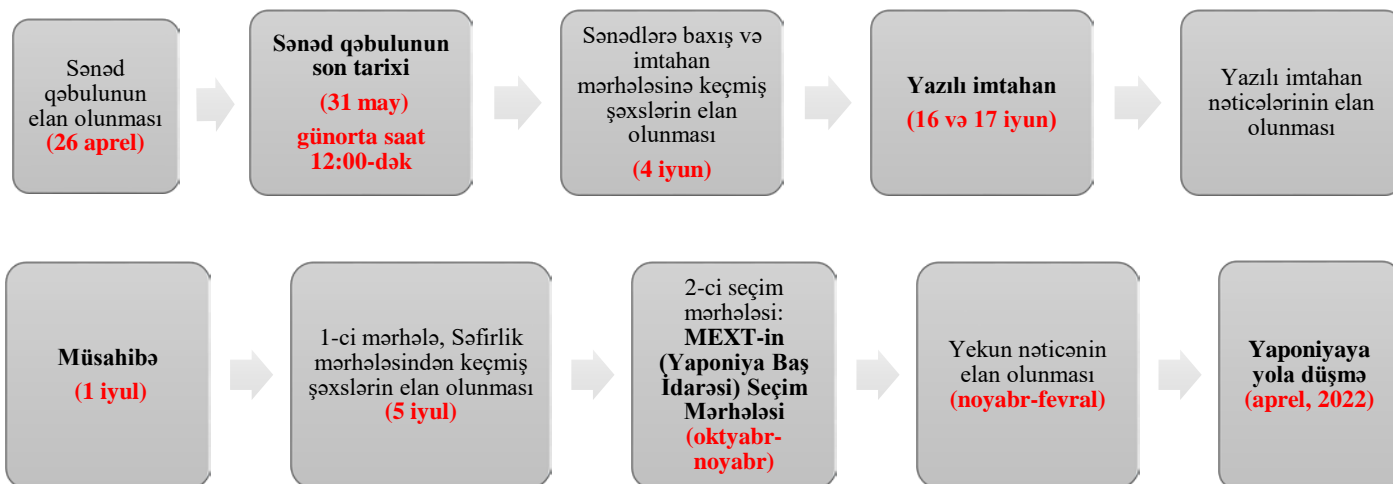 Sənəd
qəbulunun
elan olunması
(26 aprel)
Sənəd qəbulunun
son tarixi
(31 may)
günorta saat
12:00-dək
Sənədlərə baxış və
imtahan
mərhələsinə keçmiş
şəxslərin elan
olunması
(4 iyun)
Yazılı imtahan
(16 və 17 iyun)
Yazılı imtahan
nəticələrinin elan
olunması
Müsahibə
(1 iyul)
1-ci mərhələ, Səfirlik
mərhələsindən keçmiş
şəxslərin elan olunması
(5 iyul)
2-ci seçim
mərhələsi:
MEXT-in
(Yaponiya Baş
İdarəsi) Seçim
Mərhələsi
(oktyabr-
noyabr)
Yekun nəticənin
elan olunması
(noyabr-fevral)
Yaponiyaya
yola düşmə
(aprel, 2022)